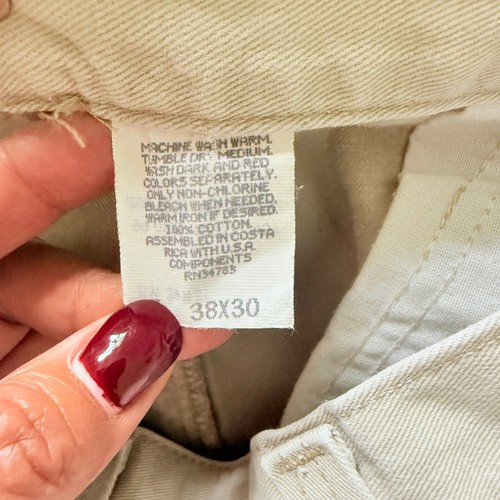 MACHINE WASH WARM.
TUMBLE DRY MEDIUM.
WASH DARK AND RED
COLORS SEPARATELY.
ONLY NON-CHLORINE
BLEACH WHEN NEEDED.
WARM IRON IF DESIRED.
100% COTTON.
ASSEMBLED IN COSTA
RICA WITH U.S.A.
COMPONENTS
RN34783
38X30